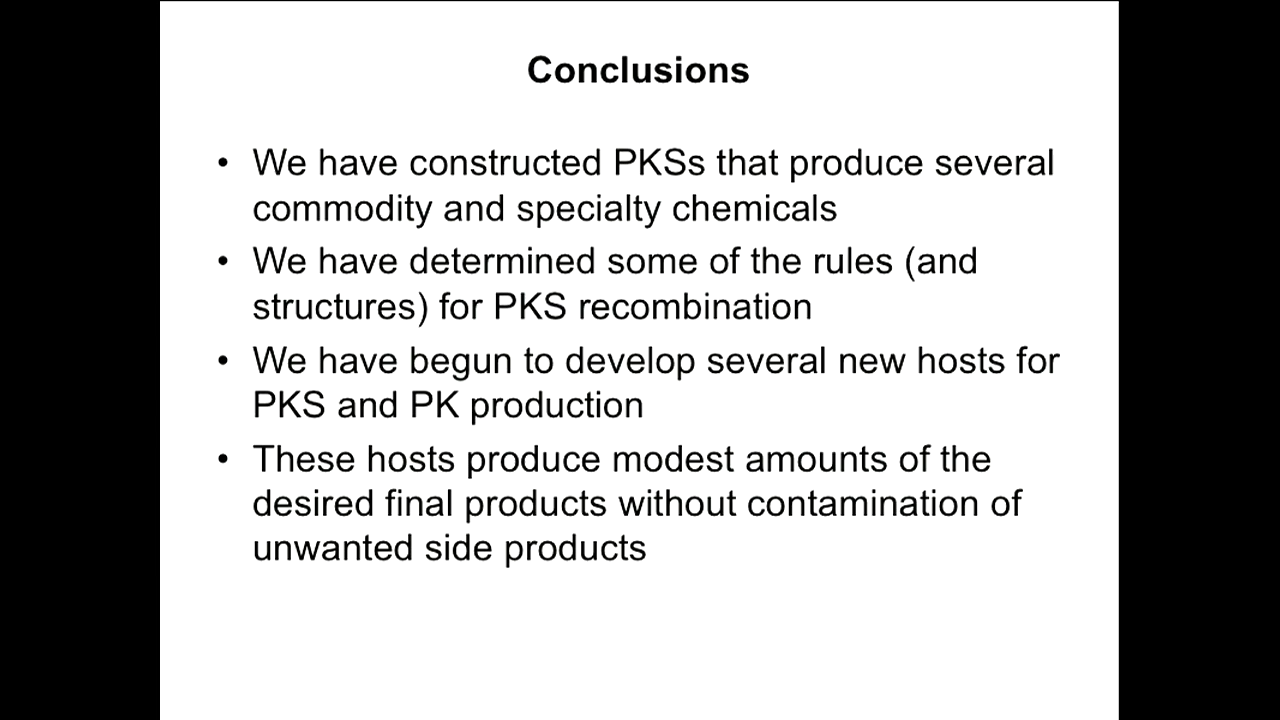 Conclusions
• We have constructed PKSs that produce several
commodity and specialty chemicals
• We have determined some of the rules (and
structures) for PKS recombination
• We have begun to develop several new hosts for
PKS and PK production
• These hosts produce modest amounts of the
desired final products without contamination of
unwanted side products